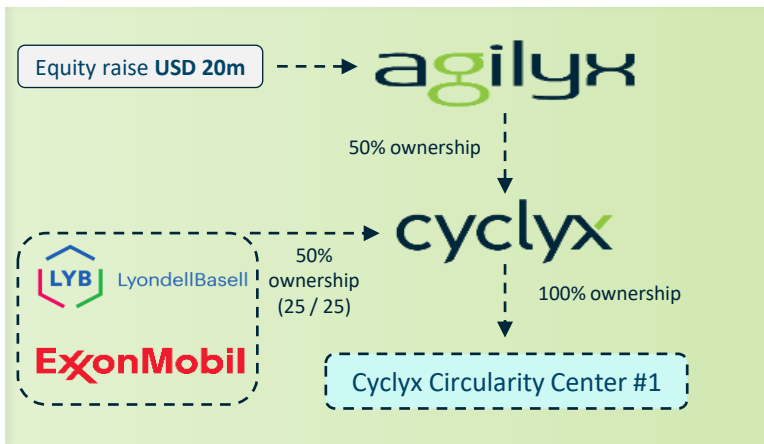 Equity raise USD 20m
agilyx
50% ownership
cyclyx
LYB
LyondellBasell
50%
ownership
(25 / 25)
100% ownership
ExxonMobil
Cyclyx Circularity Center #1